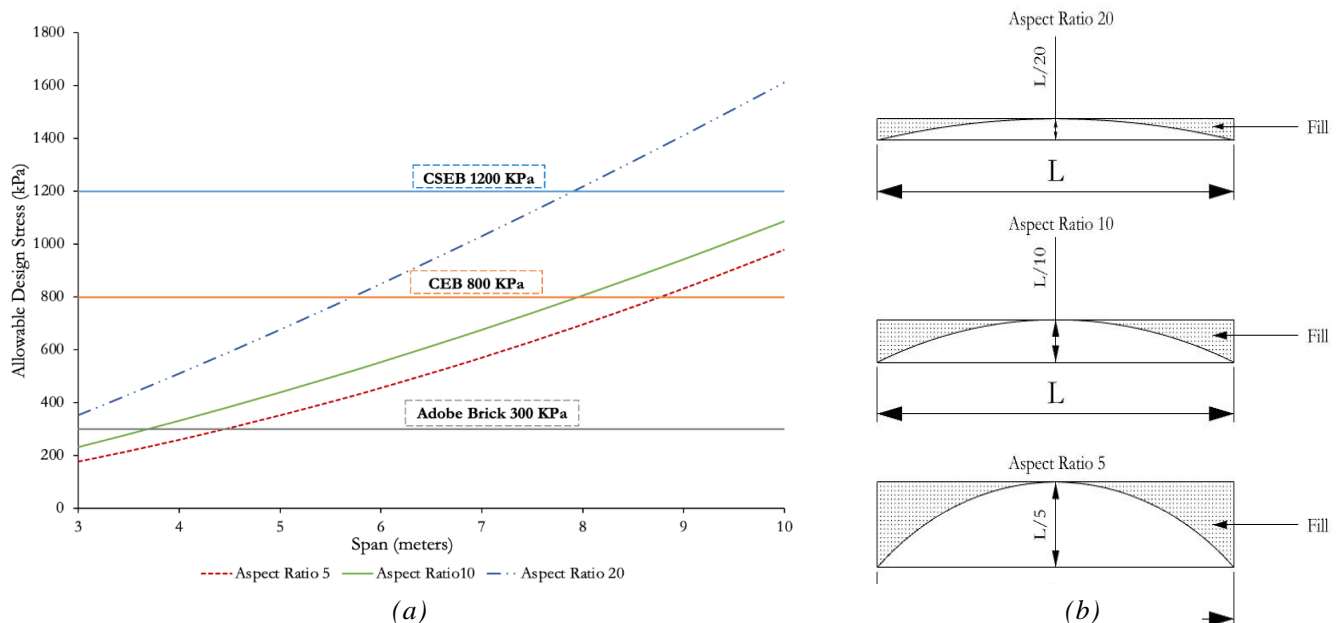 Allowable Design Stress (kPa)
1800
1600
1400
1200
1000
800
600
400
200
0
CSEB 1200 KPa
CEB 800 KPa
Adobe Brick 300 KPa
3 4 5 6 7 8 9 10
Span (meters)
Aspect Ratio 5 Aspect Ratio10 Aspect Ratio 20
(a)
Aspect Ratio 20
L/20
Fill
L
Aspect Ratio 10
L/10
Fill
L
Aspect Ratio 5
L/5
Fill
(b)